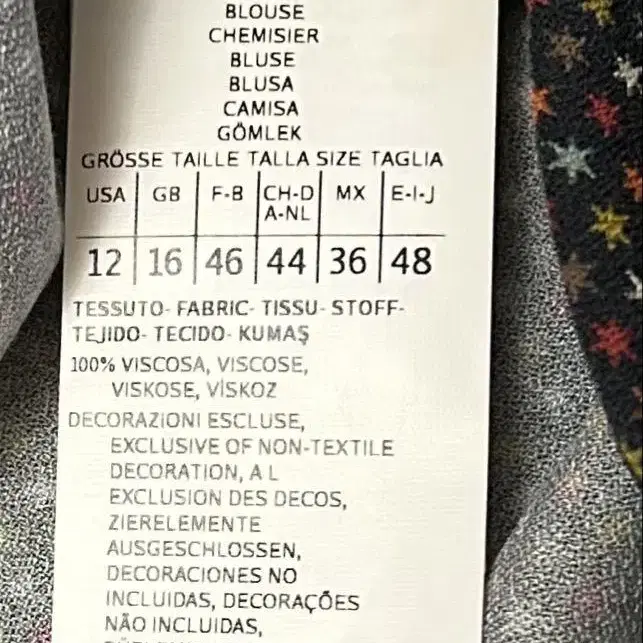 BLOUSE
CHEMISIER
BLUSE
BLUSA
CAMISA
GÖMLEK
GRÖSSE TAILLE TALLA SIZE TAGLIA
USA GB F-B CH-D A-NL MX E-I-J
12 16 46 44 36 48
TESSUTO- FABRIC- TISSU- STOFF-
TEJIDO- TECIDO- KUMAŞ
100% VISCOSA, VISCOSE,
VISKOSE, VİSKOZ
DECORAZIONI ESCLUSE,
EXCLUSIVE OF NON-TEXTILE
DECORATION, A L
EXCLUSION DES DECOS,
ZIERELEMENTE
AUSGESCHLOSSEN,
DECORACIONES NO
INCLUIDAS, DECORAÇÕES
NÃO INCLUIDAS,